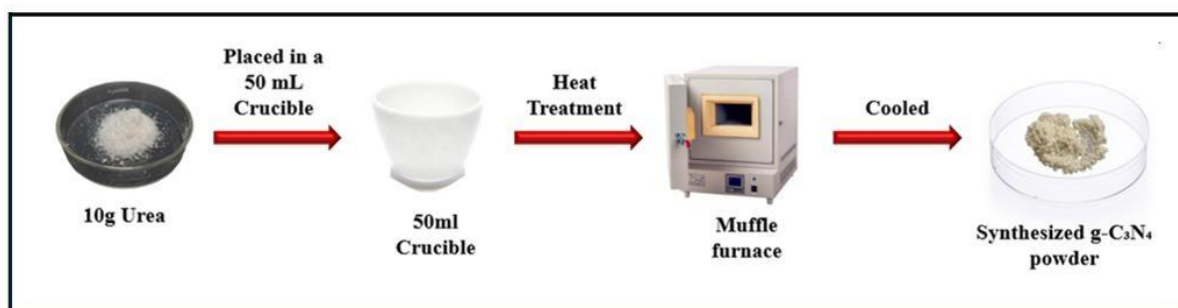 Placed in a
50 mL
Crucible
Heat
Treatment
Cooled
10g Urea
50ml
Crucible
Muffle
furnace
Synthesized g-C₃N₄
powder